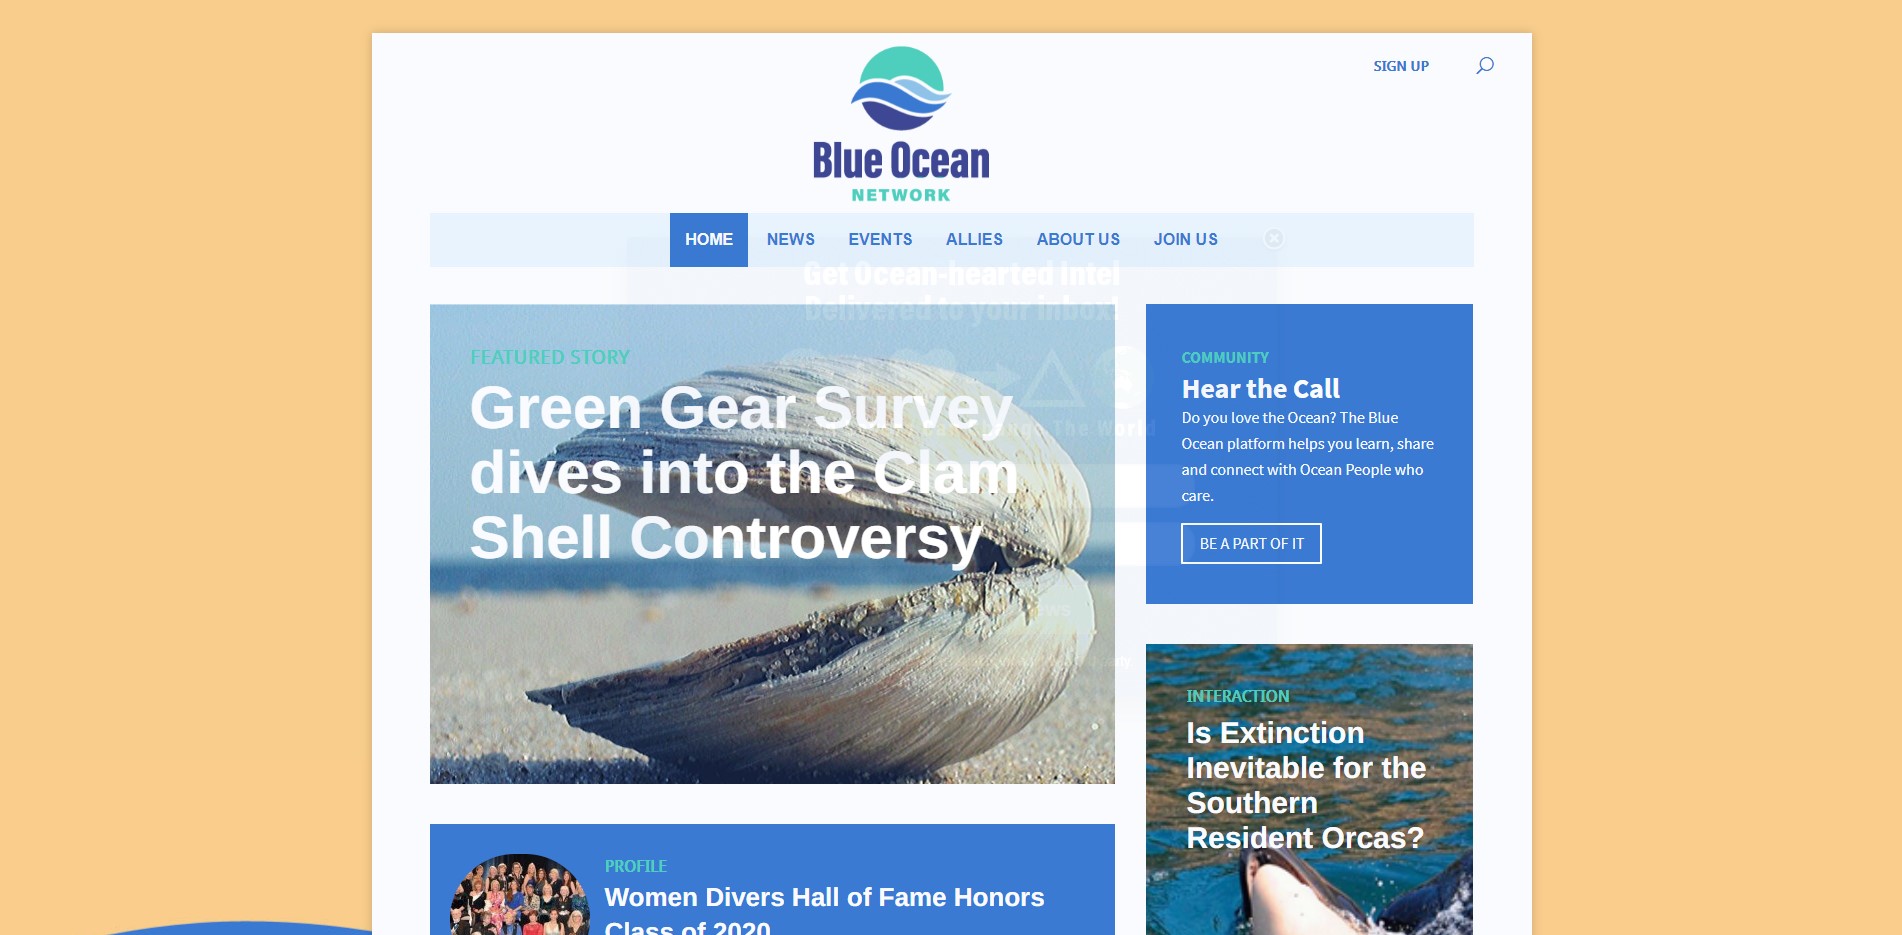 SIGN UP
Blue Ocean
NETWORK
HOME NEWS EVENTS ALLIES ABOUT US JOIN US
Get Ocean-hearted Intel
Delivered to your inbox!
FEATURED STORY
Green Gear Survey
dives into the Clam
Shell Controversy
The World
COMMUNITY
Hear the Call
Do you love the Ocean? The Blue
Ocean platform helps you learn, share
and connect with Ocean People who
care.
BE A PART OF IT
INTERACTION
Is Extinction
Inevitable for the
Southern
Resident Orcas?
PROFILE
Women Divers Hall of Fame Honors
Class of 2020